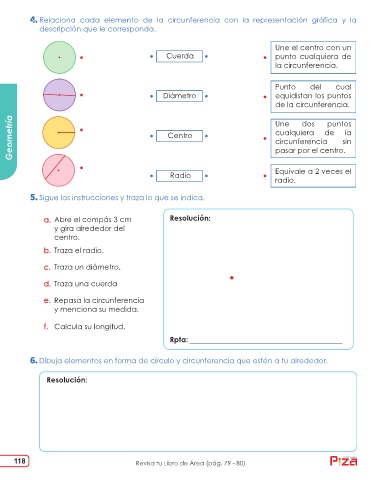 4. Relaciona cada elemento de la circunferencia con la representación gráfica y la
descripción que le corresponda.
Cuerda
Une el centro con un
punto cualquiera de
la circunferencia.
Diámetro
Punto del cual
equidistan los puntos
de la circunferencia.
Centro
Une dos puntos
cualquiera de la
circunferencia sin
pasar por el centro.
Radio
Equivale a 2 veces el
radio.
Geometría
5. Sigue las instrucciones y traza lo que se indica.
a. Abre el compás 3 cm
y gira alrededor del
centro.
b. Traza el radio.
c. Traza un diámetro.
d. Traza una cuerda
e. Repasa la circunferencia
y menciona su medida.
f. Calcula su longitud.
Resolución:
Rpta:
6. Dibuja elementos en forma de círculo y circunferencia que estén a tu alrededor.
Resolución:
118
Revisa tu Libro de Área (pág. 79 - 80)
Piza